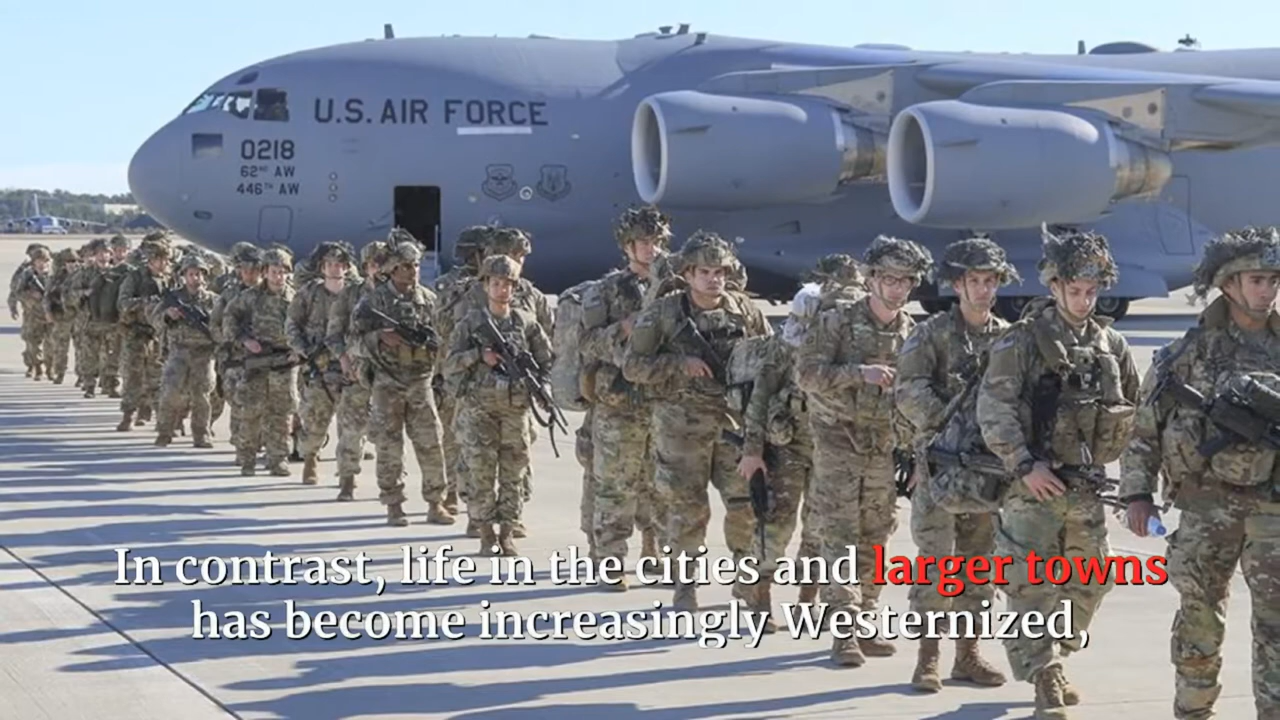 U.S. AIR FORCE
0218
62ND AW
446TH AW
In contrast, life in the cities and larger towns
has become increasingly Westernized,